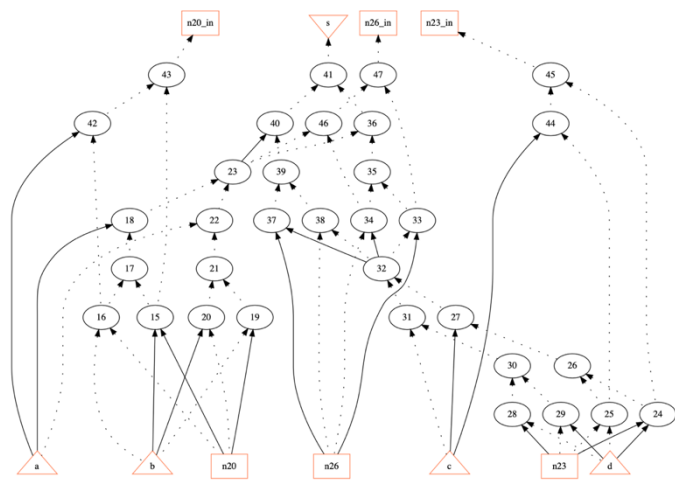 n20_in s n26_in n23_in
43 41 47 45
42 40 46 36 44
23 39 35
18 22 37 38 34 33
17 21 32
16 15 20 19 31 27
30 26
28 29 25 24
a b n20 n26 c n23 d